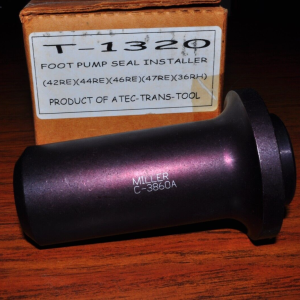 T-1320
FOOT PUMP SEAL INSTALLER
(42RE)(44RE)(46RE)(47RE)(36RH)
PRODUCT OF ATEC-TRANS-TOOL
MILLER
C-3860A